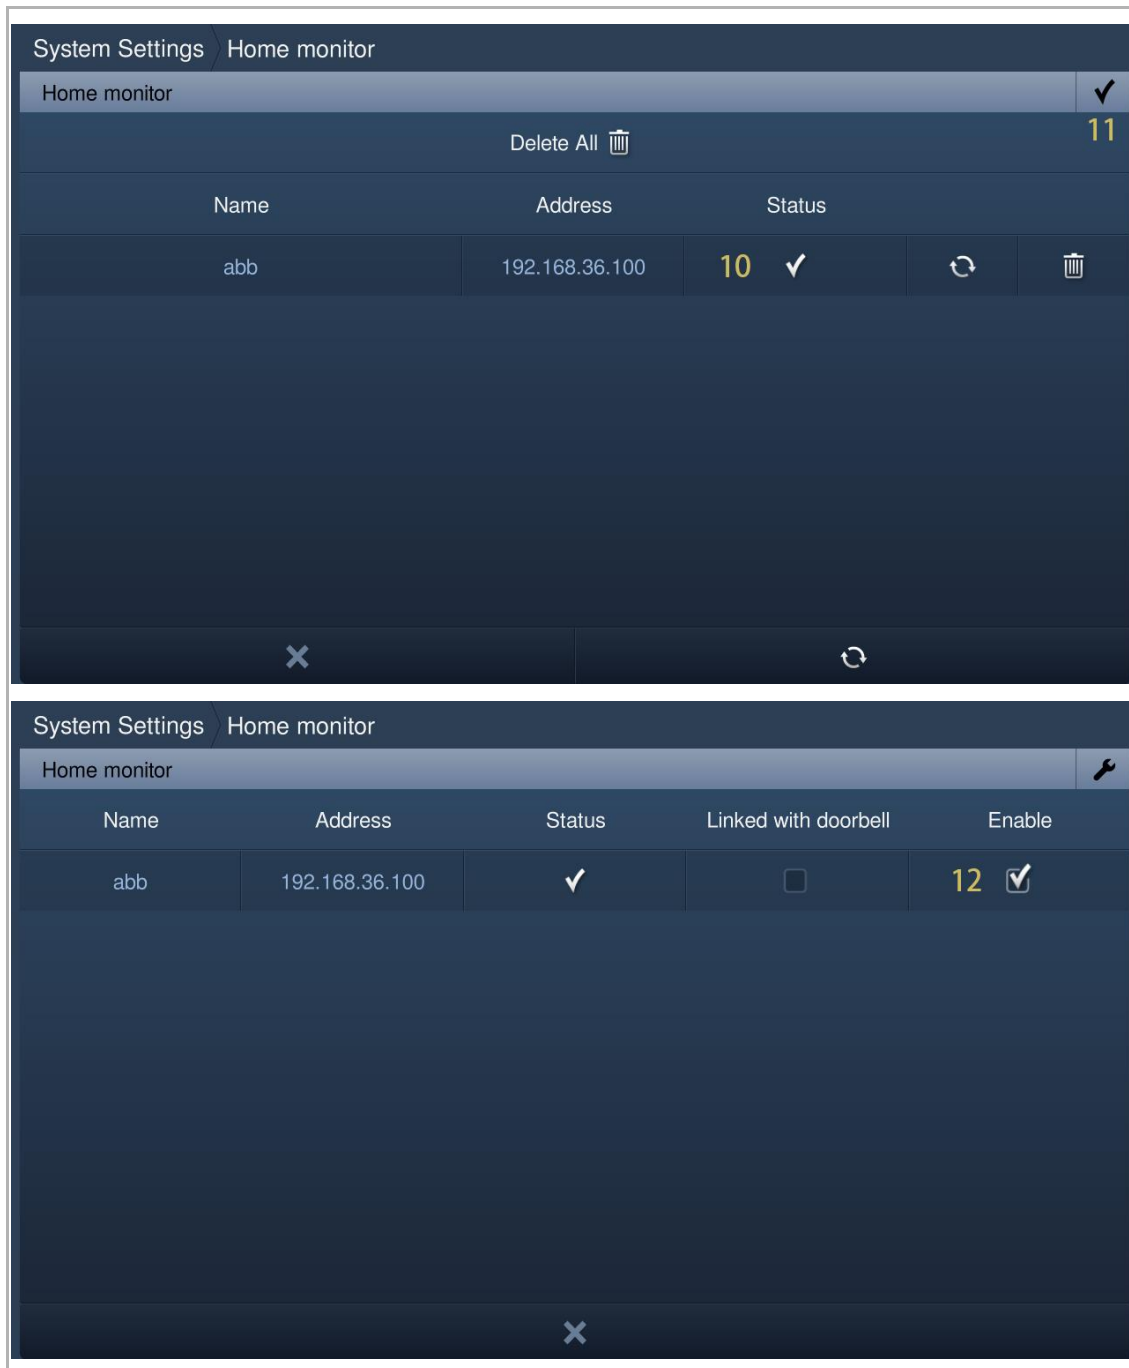 System Settings Home monitor
Home monitor
11
Delete All
Name Address Status
abb 192.168.36.100 10
System Settings Home monitor
Home monitor
Name Address Status Linked with doorbell Enable
abb 192.168.36.100 12